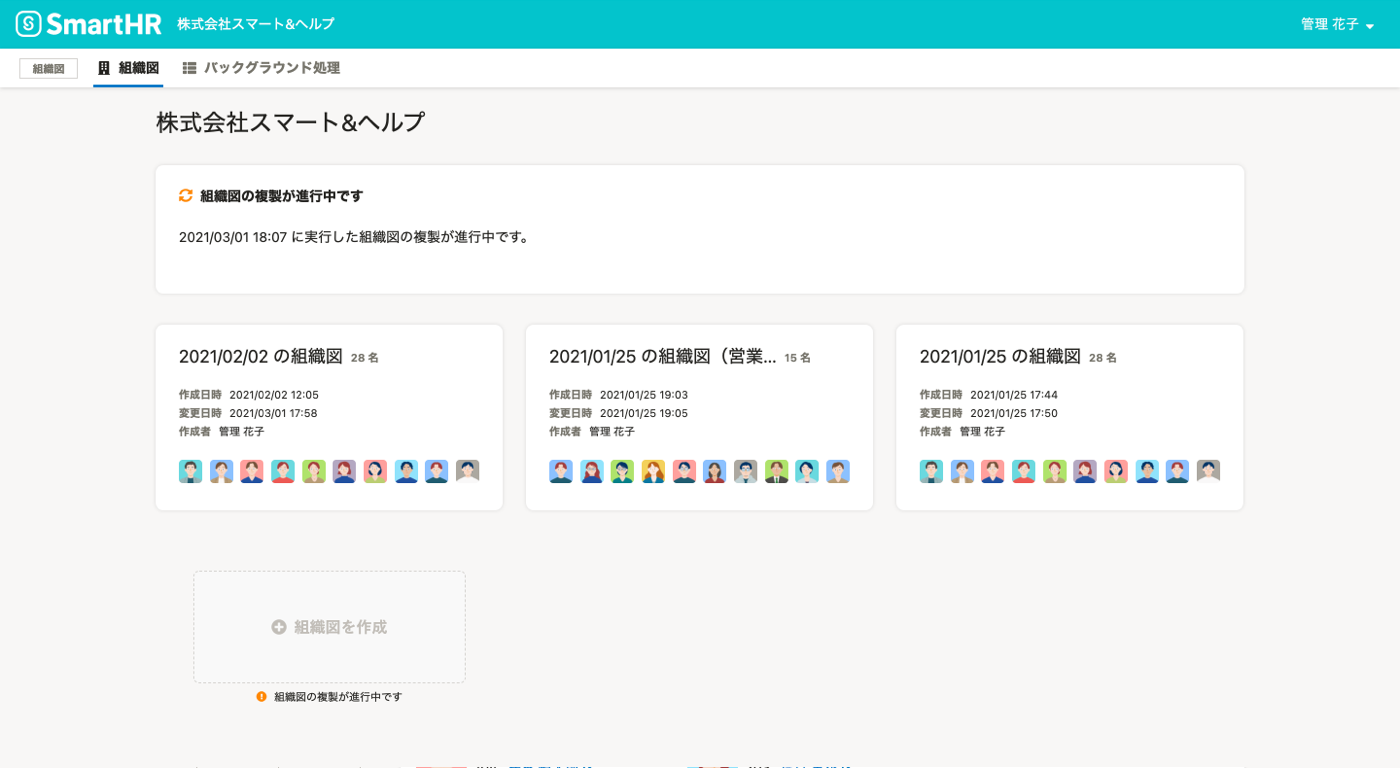 SmartHR 株式会社スマート&ヘルプ 管理 花子
組織図 組織図 バックグラウンド処理
株式会社スマート&ヘルプ
組織図の複製が進行中です
2021/03/01 18:07 に実行した組織図の複製が進行中です。
2021/02/02 の組織図 28 名
作成日時 2021/02/02 12:05
変更日時 2021/03/01 17:58
作成者 管理 花子
2021/01/25 の組織図（営業... 15 名
作成日時 2021/01/25 19:03
変更日時 2021/01/25 19:05
作成者 管理 花子
2021/01/25 の組織図 28 名
作成日時 2021/01/25 17:44
変更日時 2021/01/25 17:50
作成者 管理 花子
組織図を作成
組織図の複製が進行中です